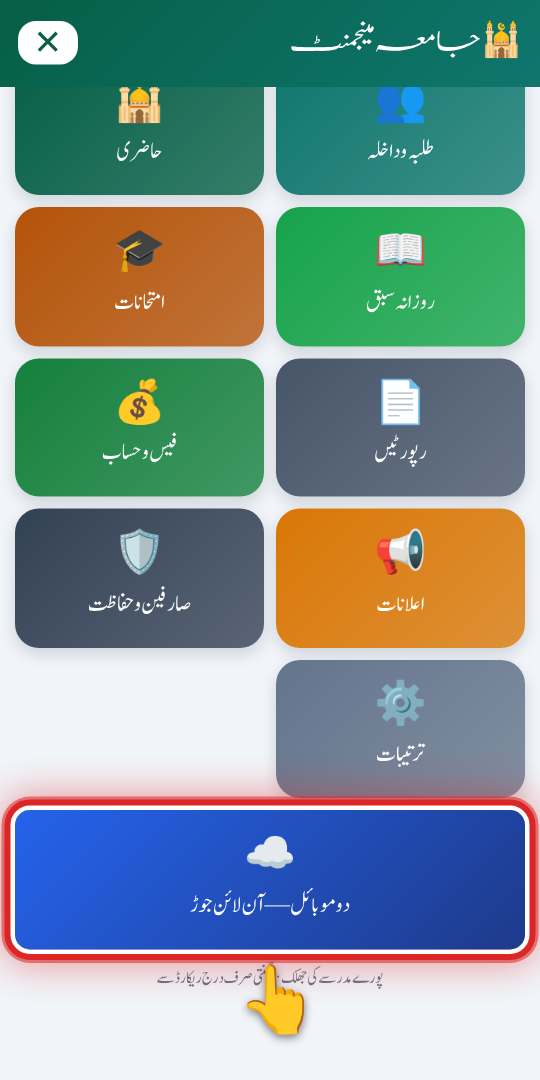 جامعہ مینجمنٹ
طلبہ و داخلہ
حاضری
روزانہ سبق
امتحانات
رپورٹیں
فیس و حساب
اعلانات
صارفین و حفاظت
ترتیبات
دو موبائل — آن لائن جوڑ
پورے مدرسے کی جھلک صرف درج ریکارڈ سے